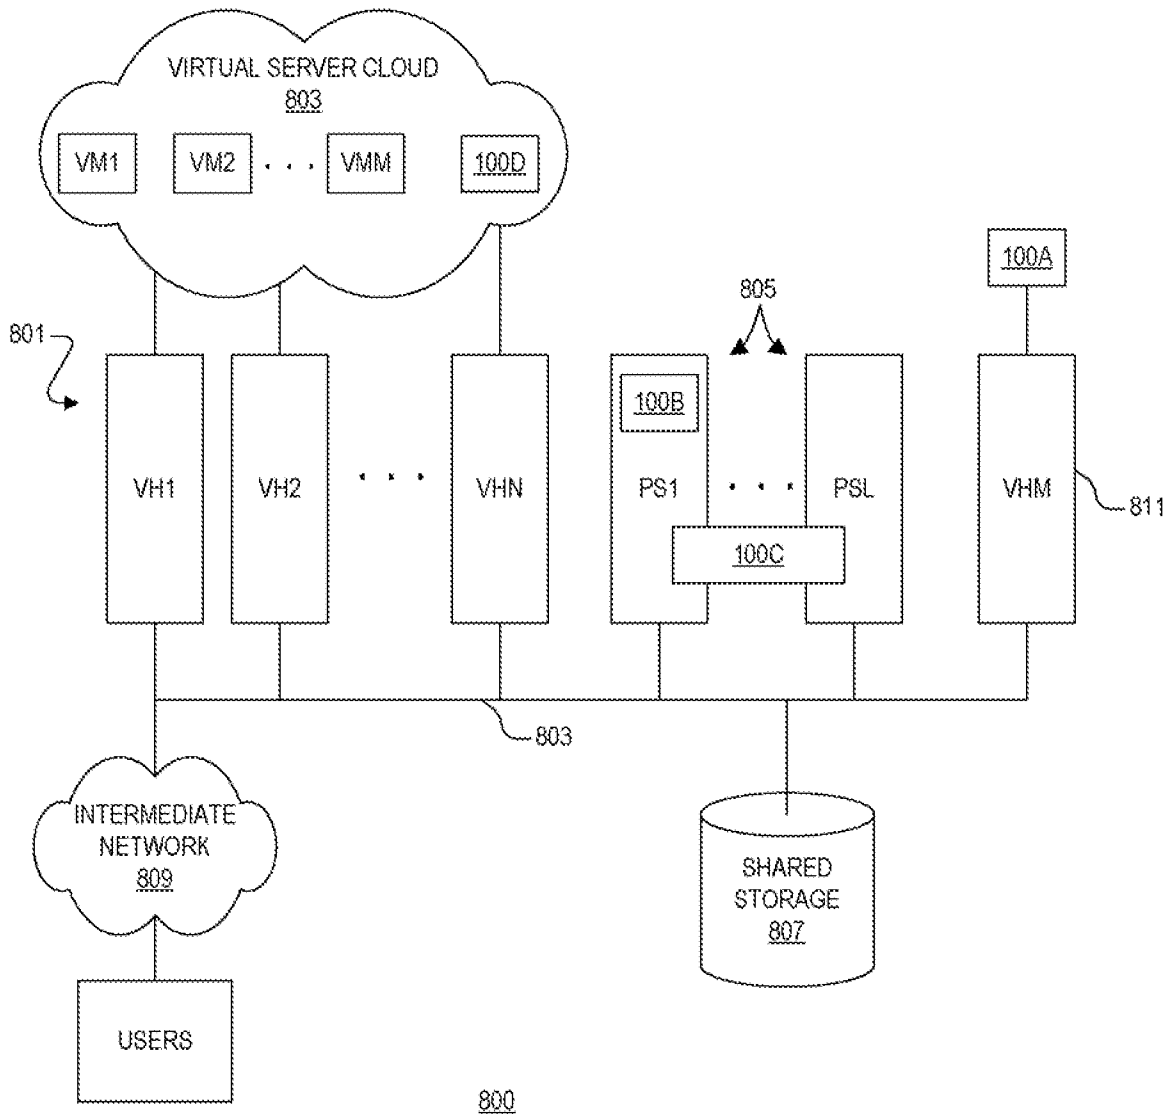 VIRTUAL SERVER CLOUD
803
VM1 VM2 . . . VMM 100D
100A
805
801
100B
VH1 VH2 . . . VHN PS1 . . . PSL VHM
811
100C
803
INTERMEDIATE
NETWORK
809
SHARED
STORAGE
807
USERS
800